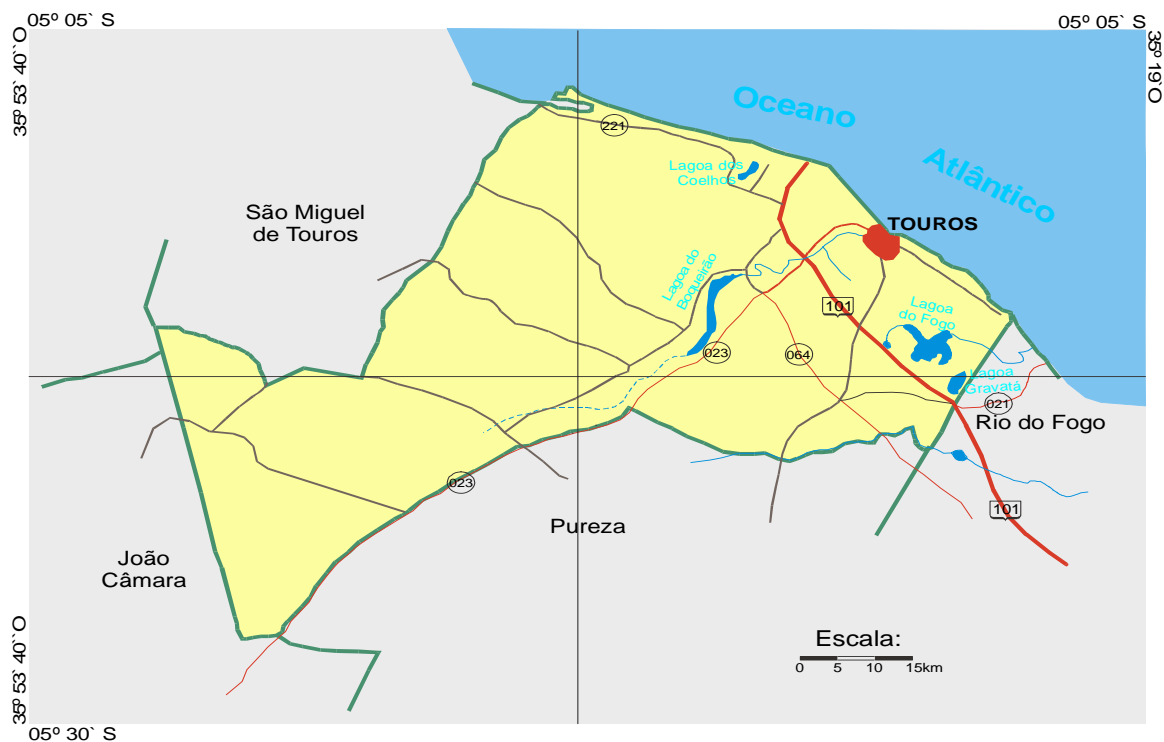 05º 05` S
05º 05` S
35º 53` 40`` O
35º 19`O
Oceano
Atlântico
221
Lagoa dos
Coelhos
São Miguel
de Touros
TOUROS
Lagoa do
Boqueirão
101
Lagoa
do Fogo
023
064
Lagoa
Gravatá
021
Rio do Fogo
023
101
Pureza
João
Câmara
Escala:
0 5 10 15km
35º 53` 40`` O
05º 30` S